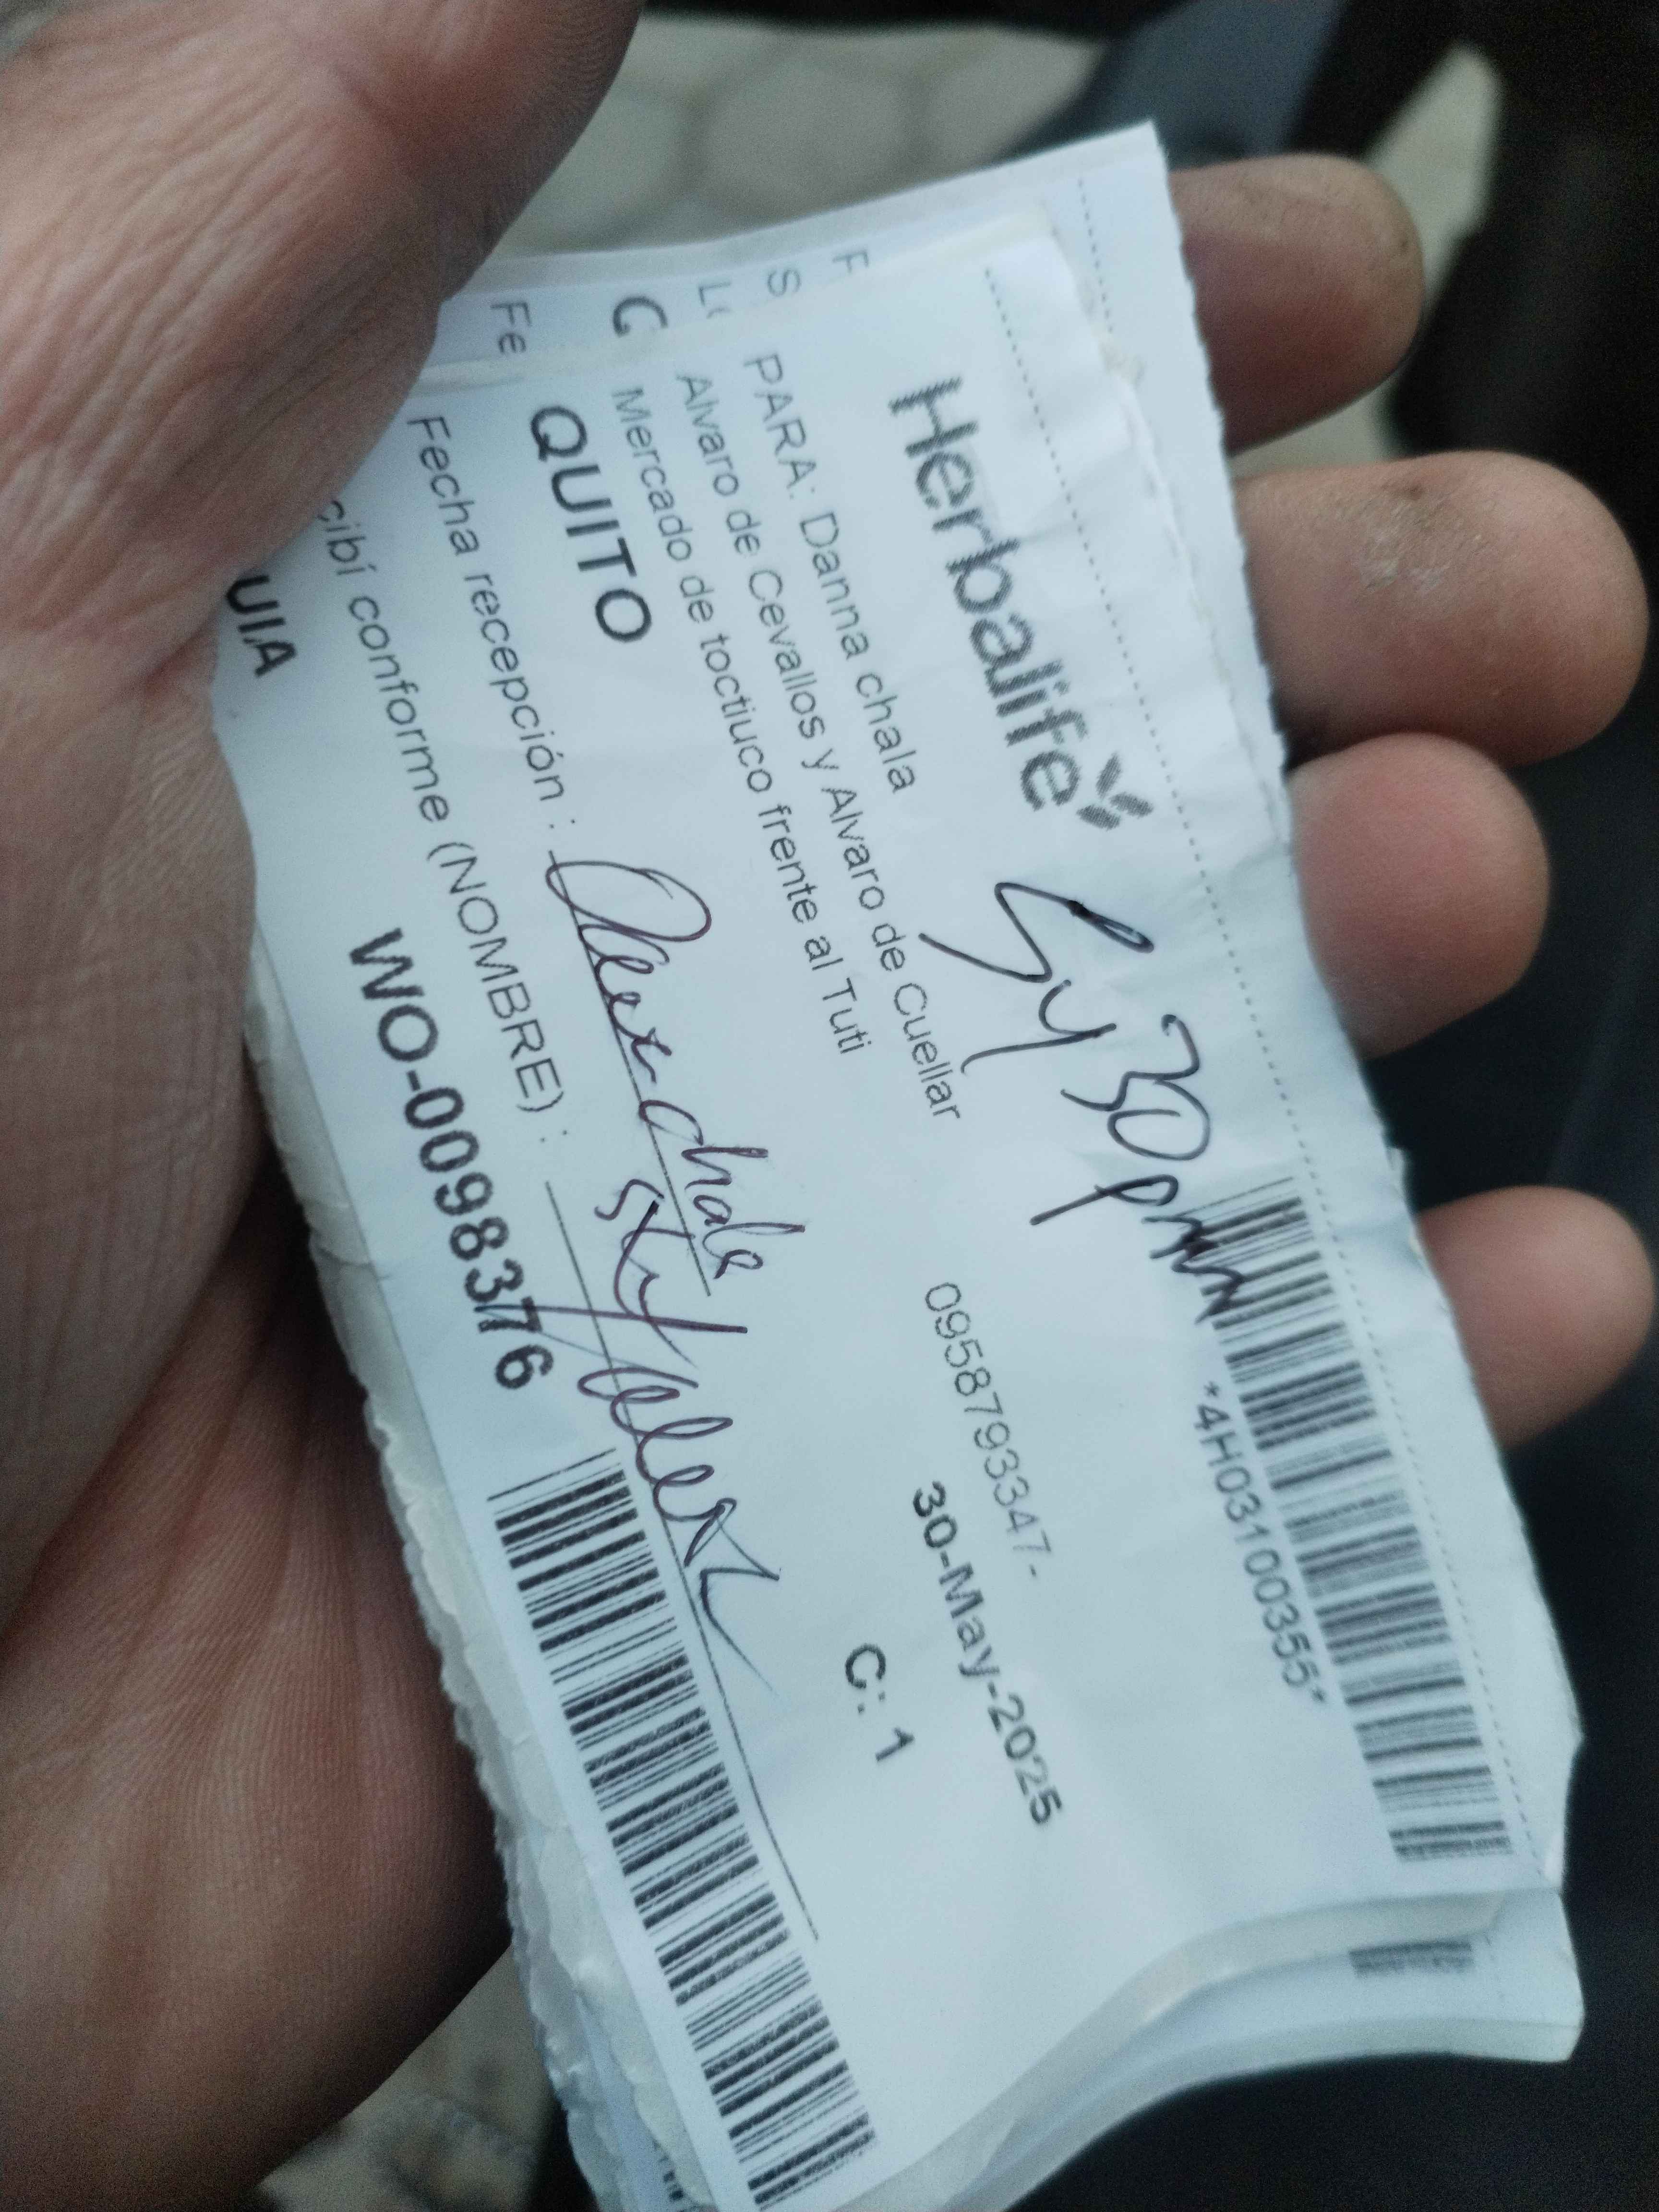 Herbalife
5y30pm
*4H03100355*
PARA: Danna chala
0958793347-
Alvaro de Cevallos y Alvaro de Cuellar
Mercado de toctiuco frente al Tuti
30-May-2025
QUITO
C: 1
Fecha recepción :
chala
cibí conforme (NOMBRE) :
UIA
WO-0098376
F
S
C
Fe